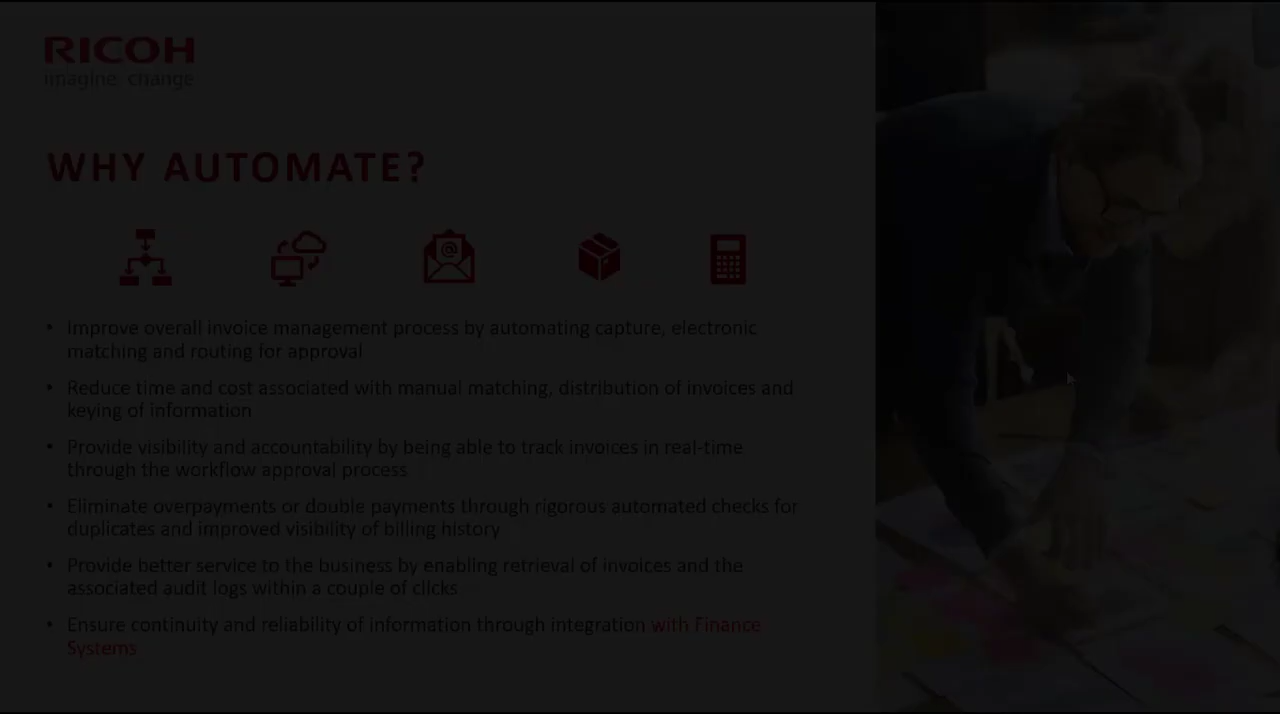 RICOH
imagine. change.
WHY AUTOMATE?
@
• Improve overall invoice management process by automating capture, electronic
matching and routing for approval
• Reduce time and cost associated with manual matching, distribution of invoices and
keying of information
• Provide visibility and accountability by being able to track invoices in real-time
through the workflow approval process
• Eliminate overpayments or double payments through rigorous automated checks for
duplicates and improved visibility of billing history
• Provide better service to the business by enabling retrieval of invoices and the
associated audit logs within a couple of clicks
• Ensure continuity and reliability of information through integration with Finance
Systems